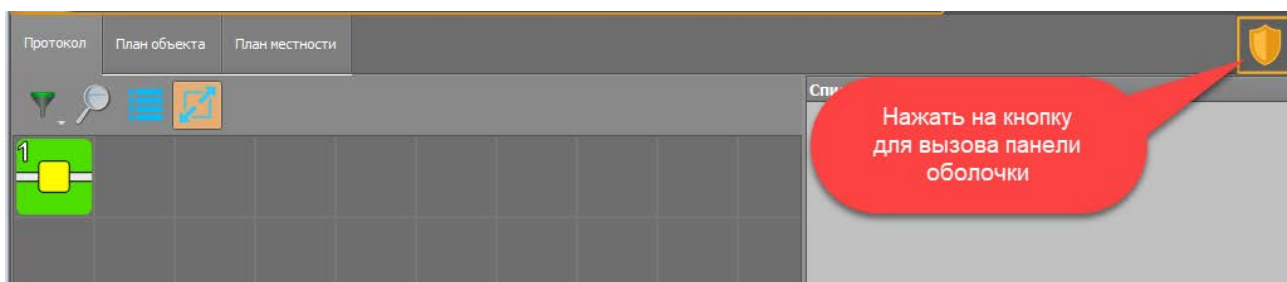 Протокол План объекта План местности
Нажать на кнопку
для вызова панели
оболочки
1